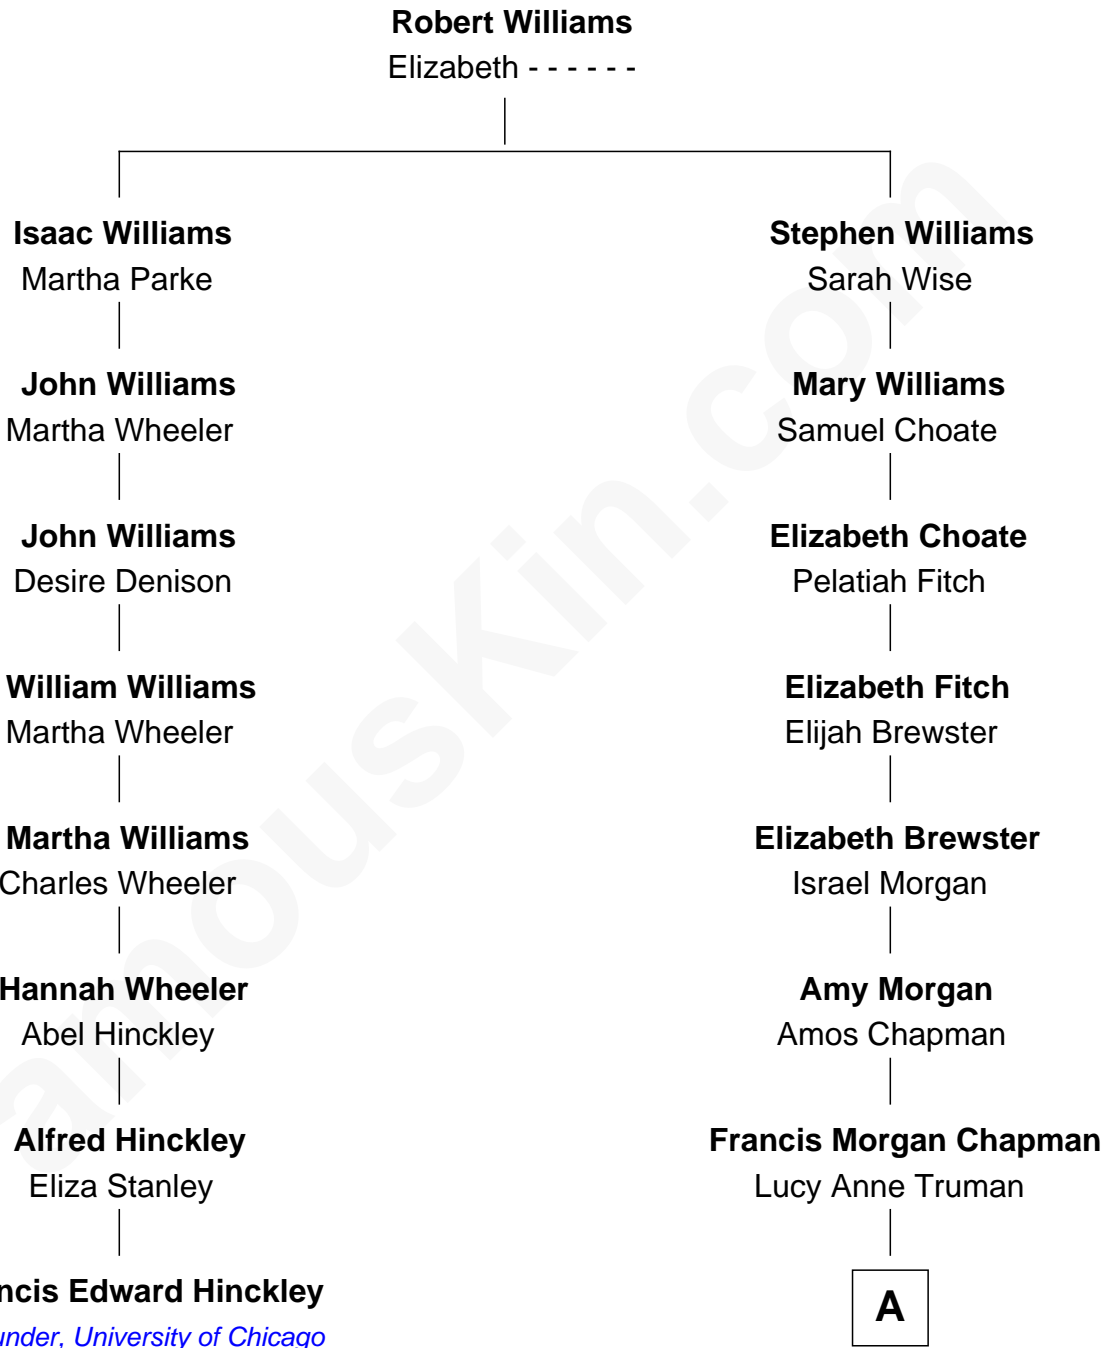 Robert Williams
Elizabeth - - - - - -
Isaac Williams
Martha Parke
Stephen Williams
Sarah Wise
John Williams
Martha Wheeler
Mary Williams
Samuel Choate
John Williams
Desire Denison
Elizabeth Choate
Pelatiah Fitch
William Williams
Martha Wheeler
Elizabeth Fitch
Elijah Brewster
Martha Williams
Charles Wheeler
Elizabeth Brewster
Israel Morgan
Hannah Wheeler
Abel Hinckley
Amy Morgan
Amos Chapman
Alfred Hinckley
Eliza Stanley
Francis Morgan Chapman
Lucy Anne Truman
ncis Edward Hinckley
under, University of Chicago
A
amouskin.com